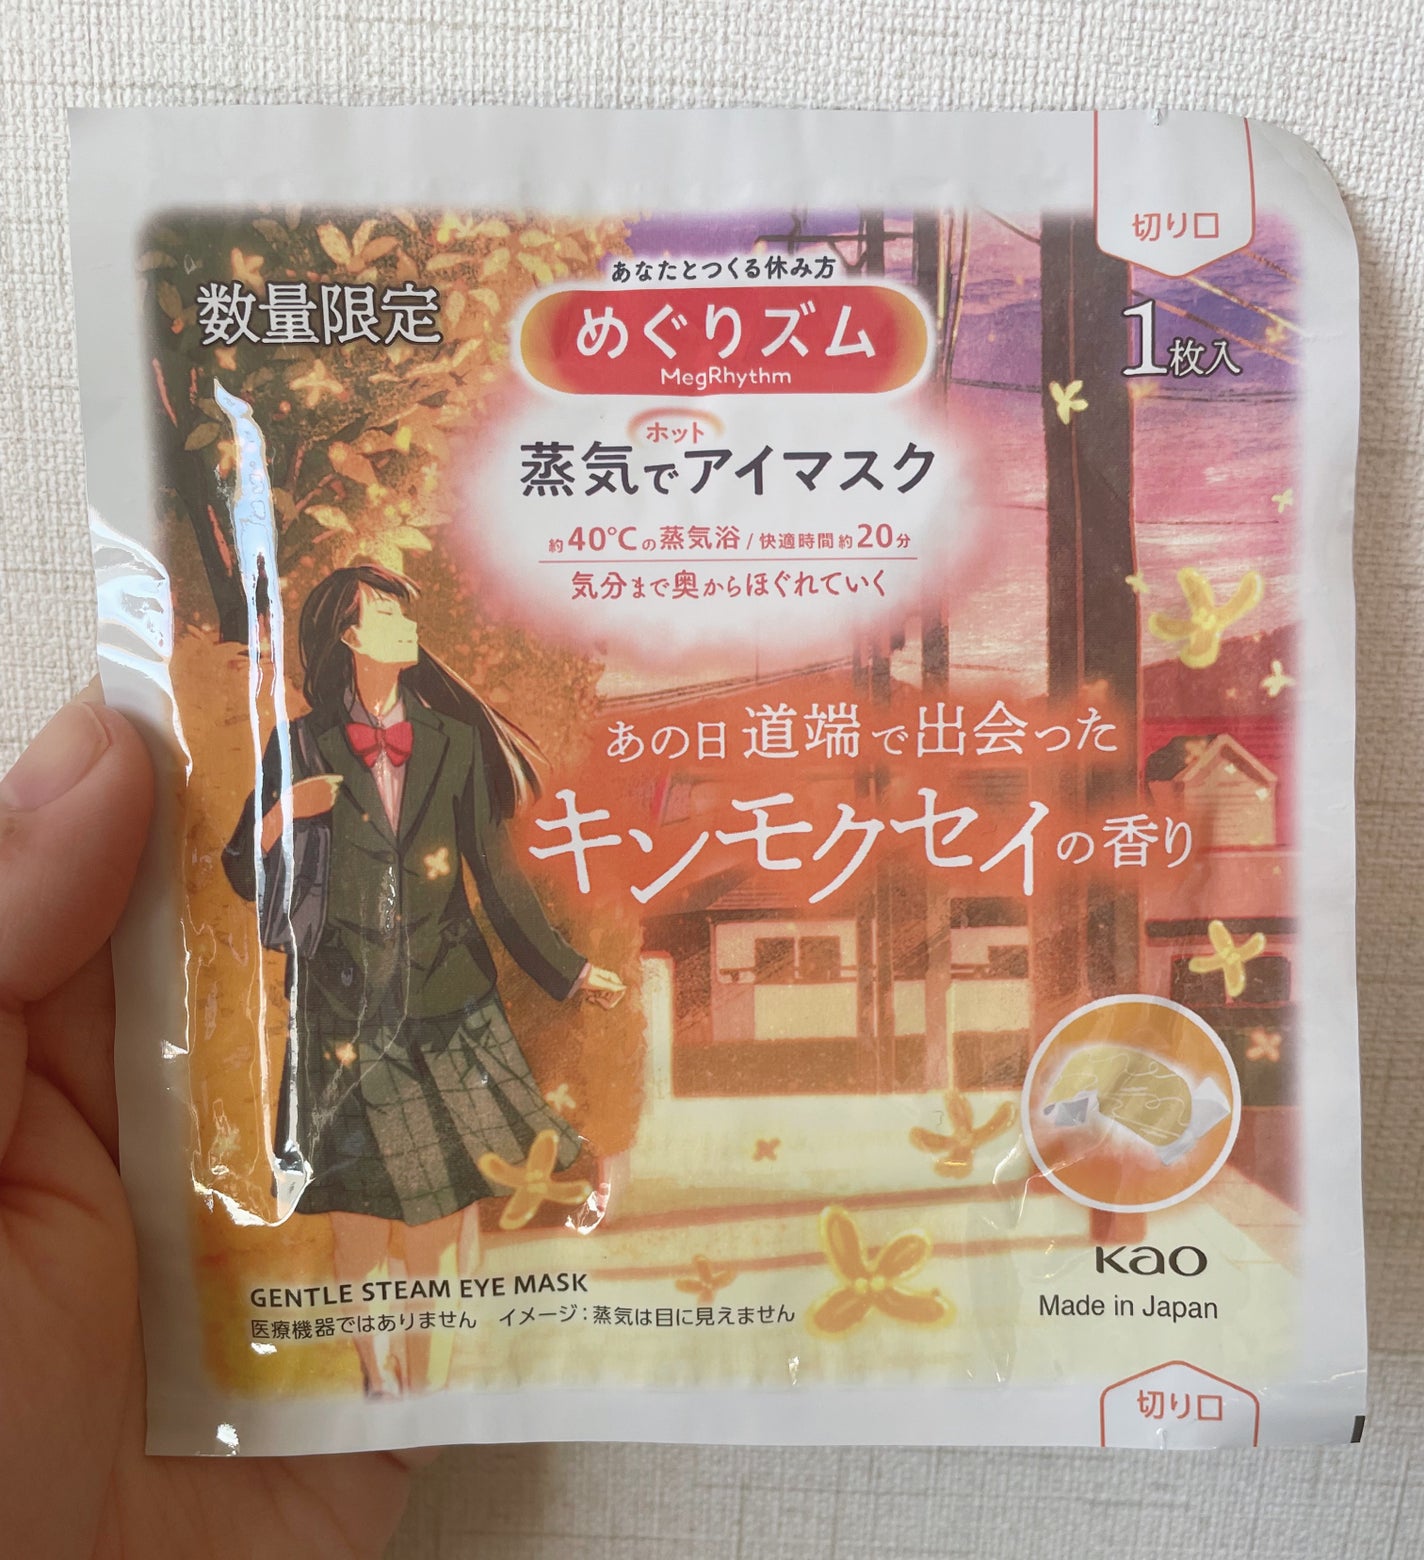 切り口
数量限定
あなたとつくる休み方
めぐりズム
MegRhythm
1枚入
ホット
蒸気でアイマスク
約40℃の蒸気浴/快適時間約20分
気分まで奥からほぐれていく
あの日道端で出会った
キンモクセイの香り
Kao
Made in Japan
GENTLE STEAM EYE MASK
医療機器ではありません イメージ:蒸気は目に見えません
切り口